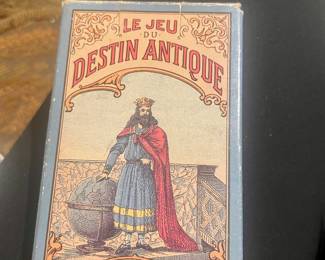 LE JEU
DU
DESTIN ANTIQUE